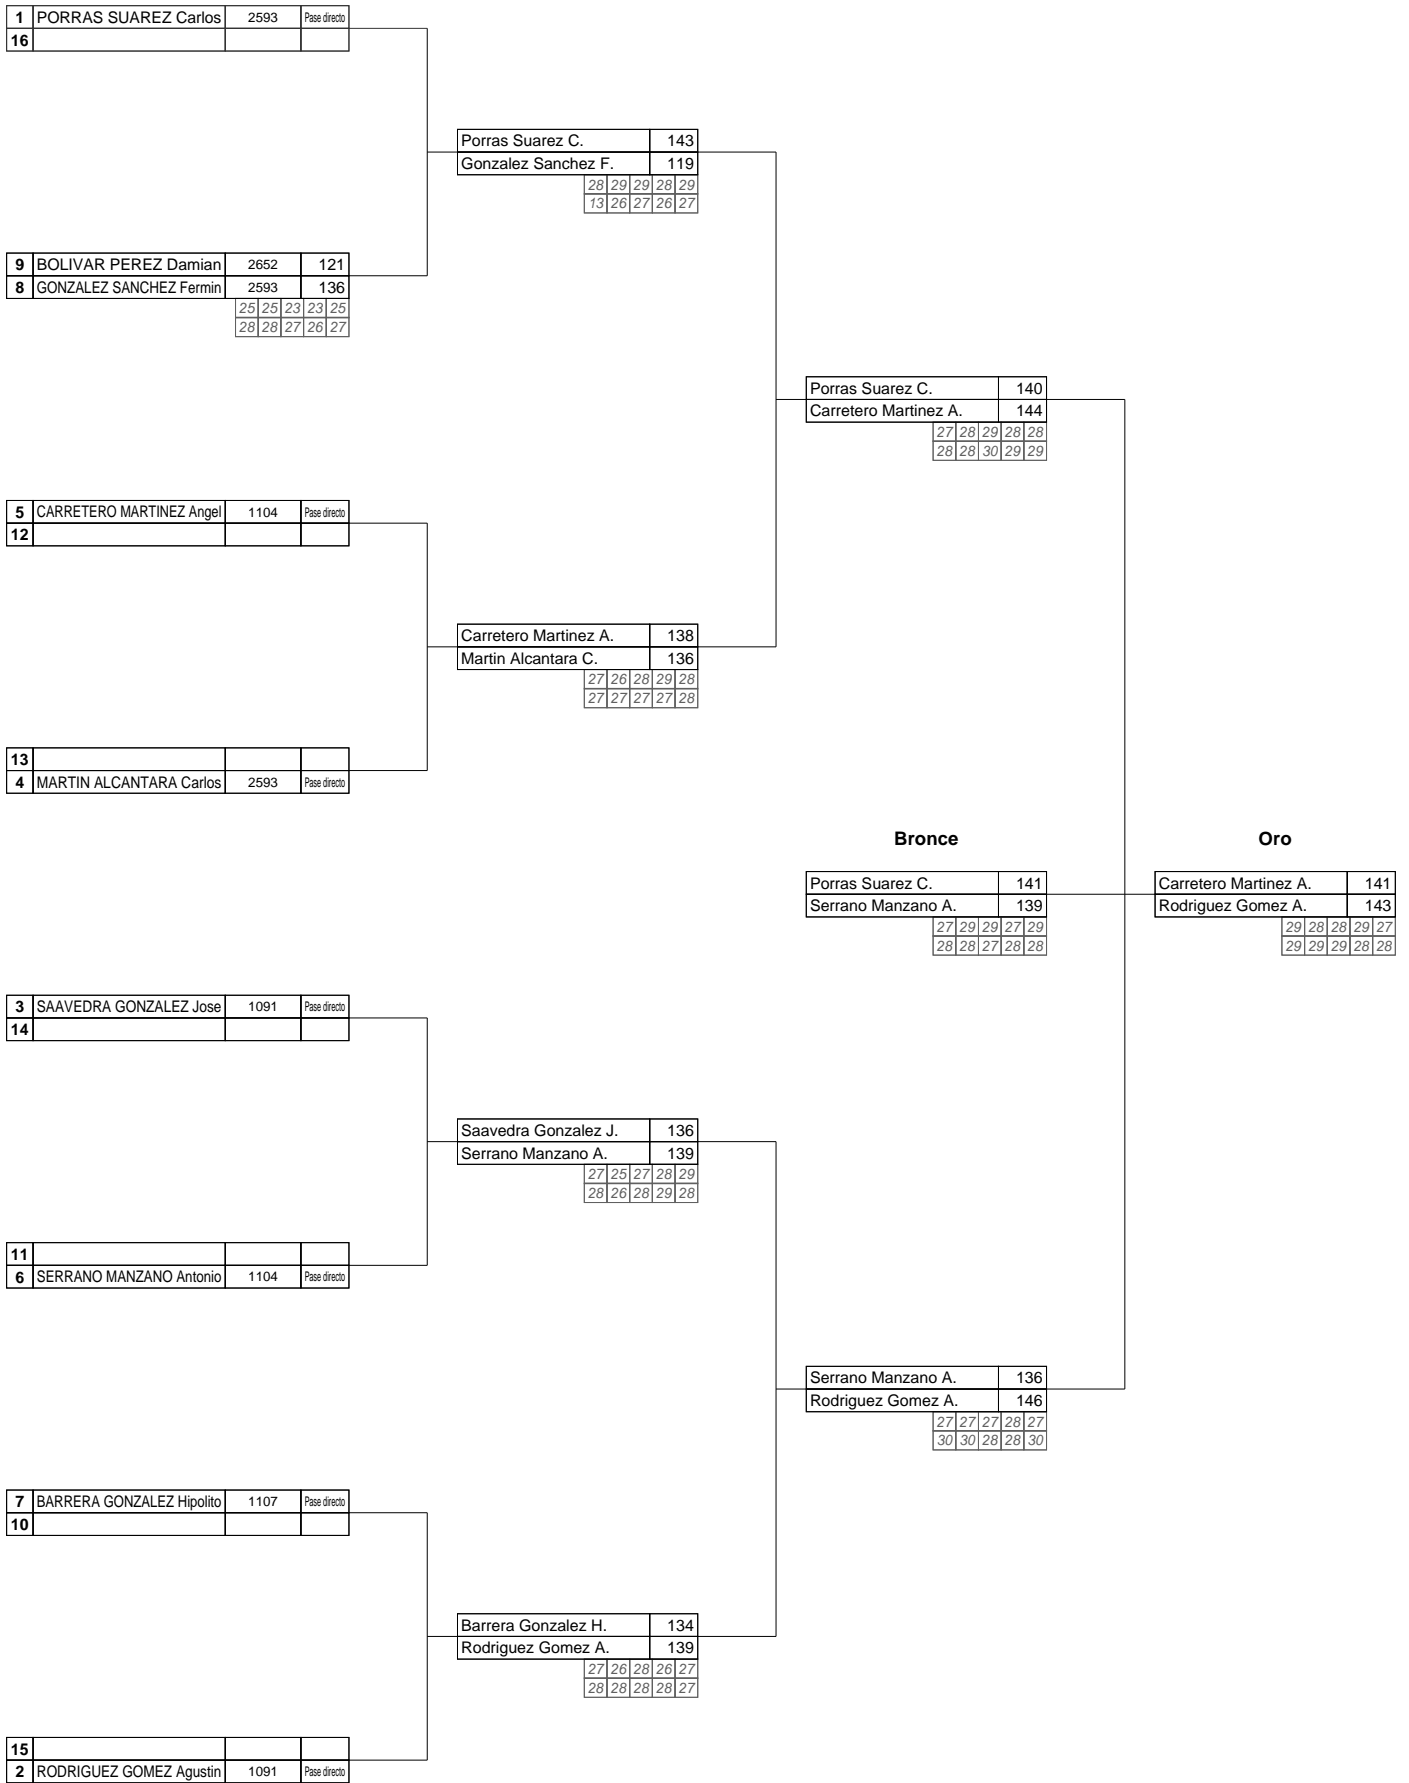 1 PORRAS SUAREZ Carlos 2593 Pase directo
16
Porras Suarez C. 143
Gonzalez Sanchez F. 119
28 29 29 28 29
13 26 27 26 27
9 BOLIVAR PEREZ Damian 2652 121
8 GONZALEZ SANCHEZ Fermin 2593 136
25 25 23 23 25
28 28 27 26 27
Porras Suarez C. 140
Carretero Martinez A. 144
27 28 29 28 28
28 28 30 29 29
5 CARRETERO MARTINEZ Angel 1104 Pase directo
12
Carretero Martinez A. 138
Martin Alcantara C. 136
27 26 28 29 28
27 27 27 27 28
13
4 MARTIN ALCANTARA Carlos 2593 Pase directo
Bronce Oro
Porras Suarez C. 141 Carretero Martinez A. 141
Serrano Manzano A. 139 Rodriguez Gomez A. 143
27 29 29 27 29 29 28 28 29 27
28 28 27 28 28 29 29 29 28 28
3 SAAVEDRA GONZALEZ Jose 1091 Pase directo
14
Saavedra Gonzalez J. 136
Serrano Manzano A. 139
27 25 27 28 29
28 26 28 29 28
11
6 SERRANO MANZANO Antonio 1104 Pase directo
Serrano Manzano A. 136
Rodriguez Gomez A. 146
27 27 27 28 27
30 30 28 28 30
7 BARRERA GONZALEZ Hipolito 1107 Pase directo
10
Barrera Gonzalez H. 134
Rodriguez Gomez A. 139
27 26 28 26 27
28 28 28 28 27
15
2 RODRIGUEZ GOMEZ Agustin 1091 Pase directo